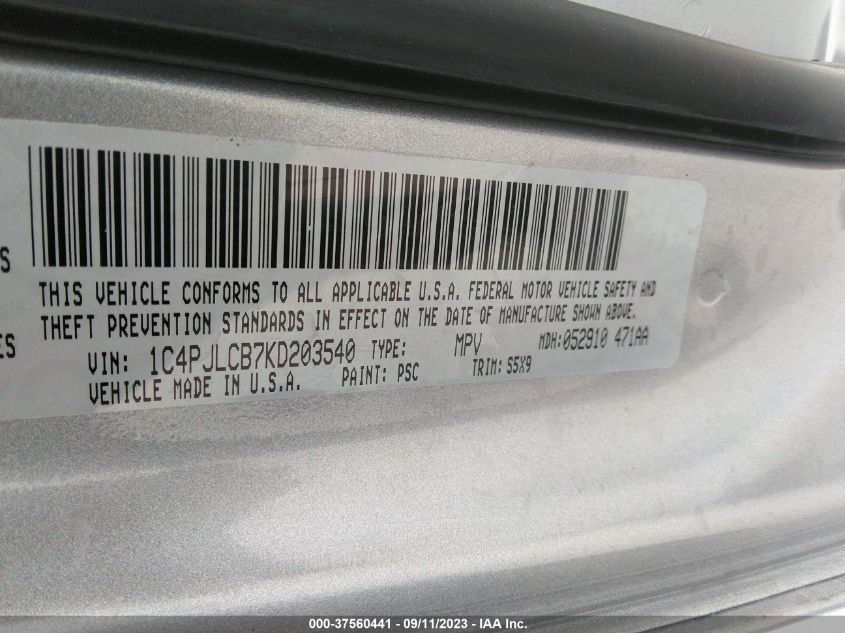 S
THIS VEHICLE CONFORMS TO ALL APPLICABLE U.S.A. FEDERAL MOTOR VEHICLE SAFETY AND
THEFT PREVENTION STANDARDS IN EFFECT ON THE DATE OF MANUFACTURE SHOWN ABOVE.
ES
VIN: 1C4PJLCB7KD203540 TYPE: MPV MDH:052910 471AA
VEHICLE MADE IN U.S.A. PAINT: PSC TRIM: S5X9
000-37560441 - 09/11/2023 - IAA Inc.